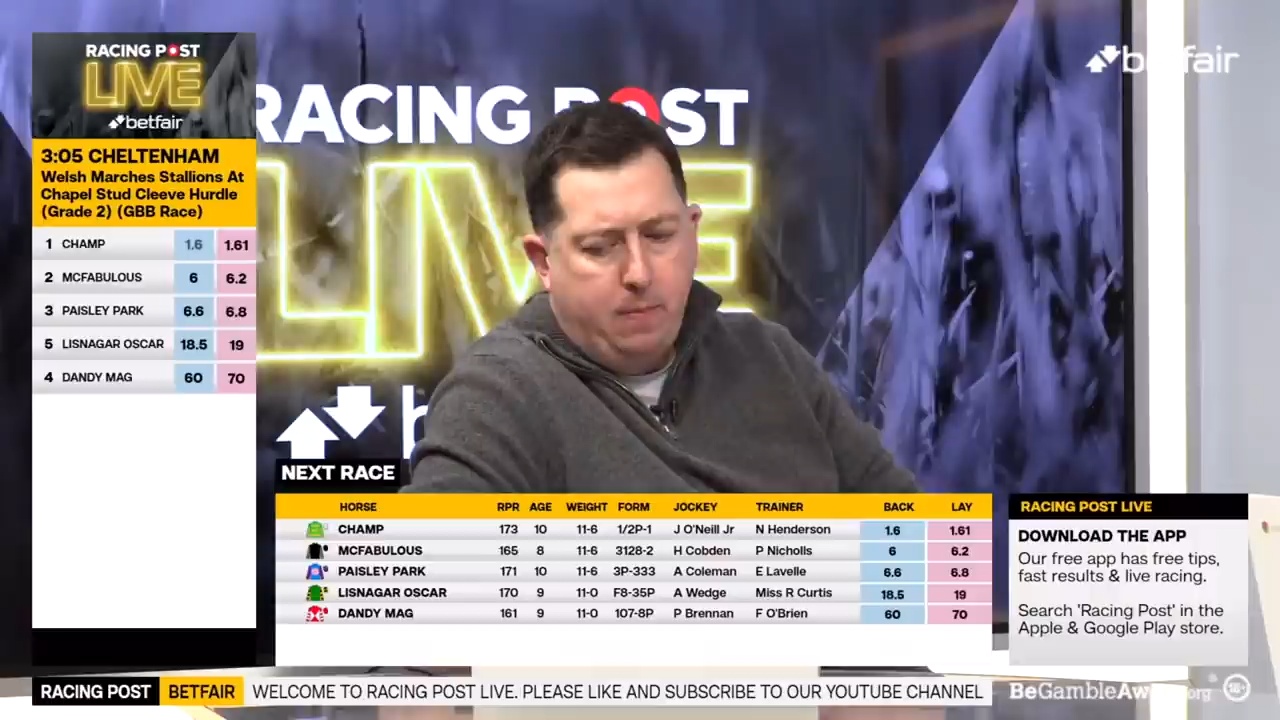 RACING POST
LIVE
betfair
3:05 CHELTENHAM
Welsh Marches Stallions At
Chapel Stud Cleeve Hurdle
(Grade 2) (GBB Race)
1 CHAMP 1.6 1.61
2 MCFABULOUS 6 6.2
3 PAISLEY PARK 6.6 6.8
5 LISNAGAR OSCAR 18.5 19
4 DANDY MAG 60 70
betfair
RACING POST
LIVE
b
NEXT RACE
HORSE RPR AGE WEIGHT FORM JOCKEY TRAINER BACK LAY
CHAMP 173 10 11-6 1/2P-1 J O'Neill Jr N Henderson 1.6 1.61
MCFABULOUS 165 8 11-6 3128-2 H Cobden P Nicholls 6 6.2
PAISLEY PARK 171 10 11-6 3P-333 A Coleman E Lavelle 6.6 6.8
LISNAGAR OSCAR 170 9 11-0 F8-35P A Wedge Miss R Curtis 18.5 19
DANDY MAG 161 9 11-0 107-8P P Brennan F O'Brien 60 70
RACING POST LIVE
DOWNLOAD THE APP
Our free app has free tips,
fast results & live racing.
Search 'Racing Post' in the
Apple & Google Play store.
RACING POST BETFAIR WELCOME TO RACING POST LIVE. PLEASE LIKE AND SUBSCRIBE TO OUR YOUTUBE CHANNEL
BeGambleAware.org 18+